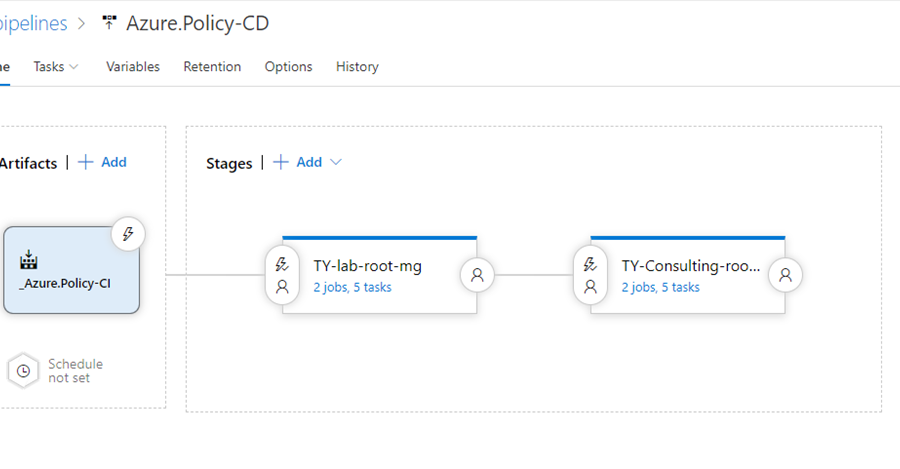 pipelines > Azure.Policy-CD
ne Tasks Variables Retention Options History
Artifacts | + Add
Stages | + Add
_Azure.Policy-CI
TY-lab-root-mg
2 jobs, 5 tasks
TY-Consulting-roo...
2 jobs, 5 tasks
Schedule
not set